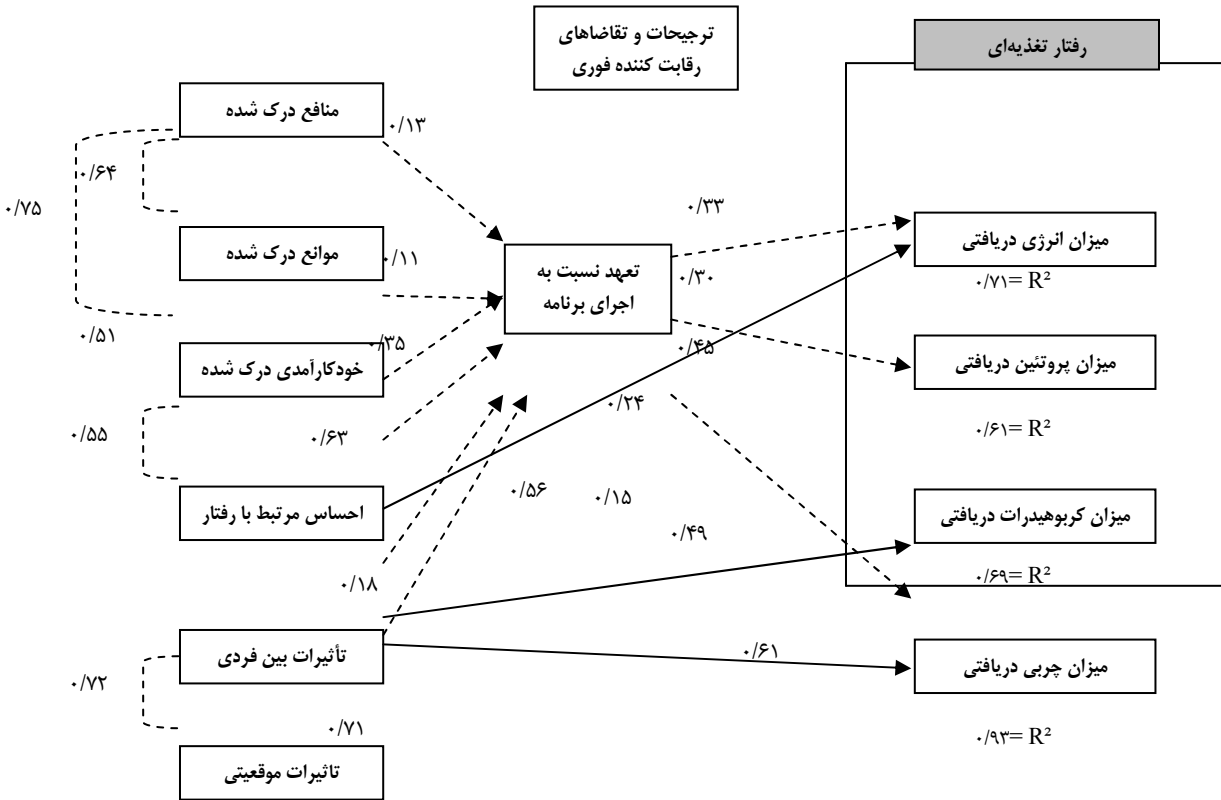 ترجیحات و تقاضاهای
رقابت کننده فوری
رفتار تغذیه‌ای
منافع درک شده
۰/۱۳
۰/۶۴
۰/۷۵
۰/۳۳
میزان انرژی دریافتی
موانع درک شده
۰/۱۱
تعهد نسبت به
اجرای برنامه
۰/۳۰
۰/۷۱= R²
۰/۵۱
۰/۳۵
۰/۴۵
خودکارآمدی درک شده
میزان پروتئین دریافتی
۰/۲۴
۰/۵۵
۰/۶۳
۰/۶۱= R²
احساس مرتبط با رفتار
۰/۵۶
۰/۱۵
میزان کربوهیدرات دریافتی
۰/۴۹
۰/۱۸
۰/۶۹= R²
تأثیرات بین فردی
۰/۶۱
میزان چربی دریافتی
۰/۷۲
۰/۷۱
۰/۹۳= R²
تاثیرات موقعیتی